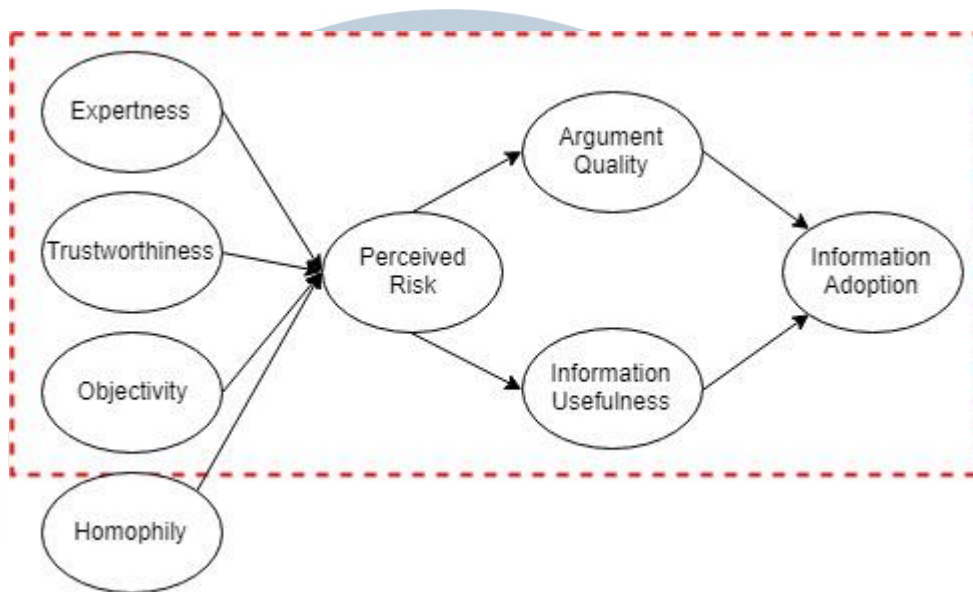 Expertness
Trustworthiness
Objectivity
Homophily
Perceived
Risk
Argument
Quality
Information
Usefulness
Information
Adoption